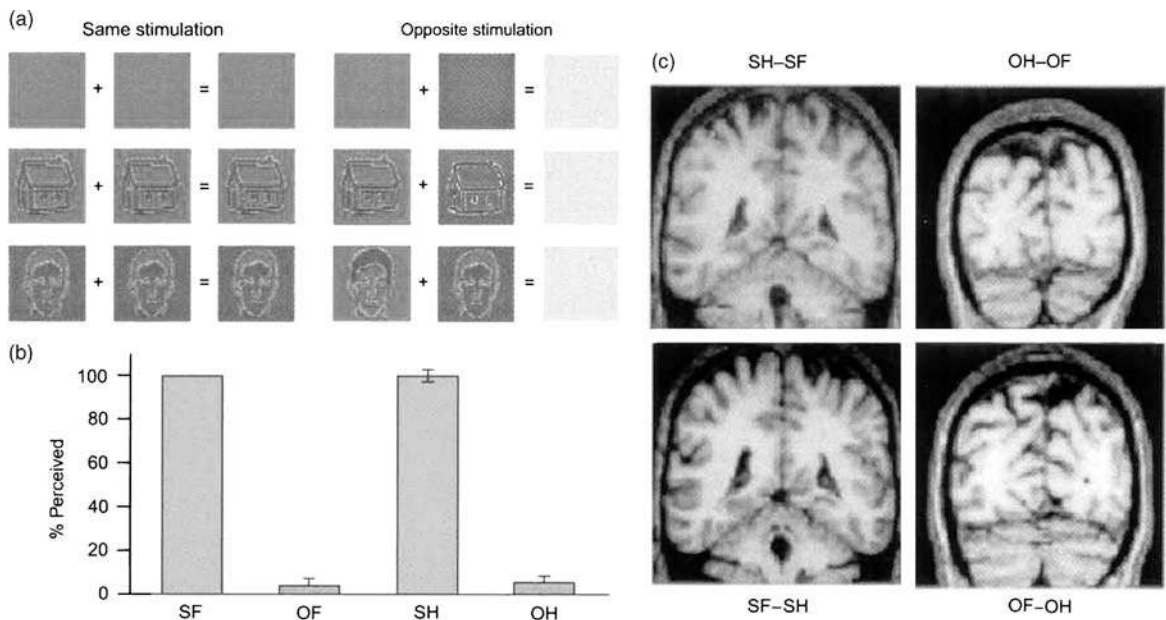 (a)
Same stimulation
Opposite stimulation
+ =
+ =
+ =
+ =
+ =
+ =
(b)
% Perceived
100
80
60
40
20
0
SF
OF
SH
OH
(c)
SH–SF
OH–OF
SF–SH
OF–OH